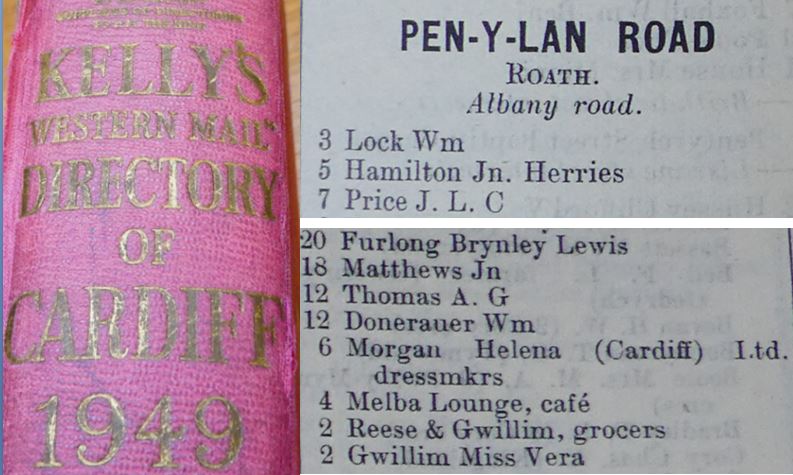 KELLY'S
WESTERN MAIL
DIRECTORY
OF
CARDIFF
1949
PEN-Y-LAN ROAD
ROATH.
Albany road.
3 Lock Wm
5 Hamilton Jn. Herries
7 Price J. L. C
20 Furlong Brynley Lewis
18 Matthews Jn
12 Thomas A. G
12 Donerauer Wm
6 Morgan Helena (Cardiff) Ltd.
dressmkrs
4 Melba Lounge, café
2 Reese & Gwillim, grocers
2 Gwillim Miss Vera